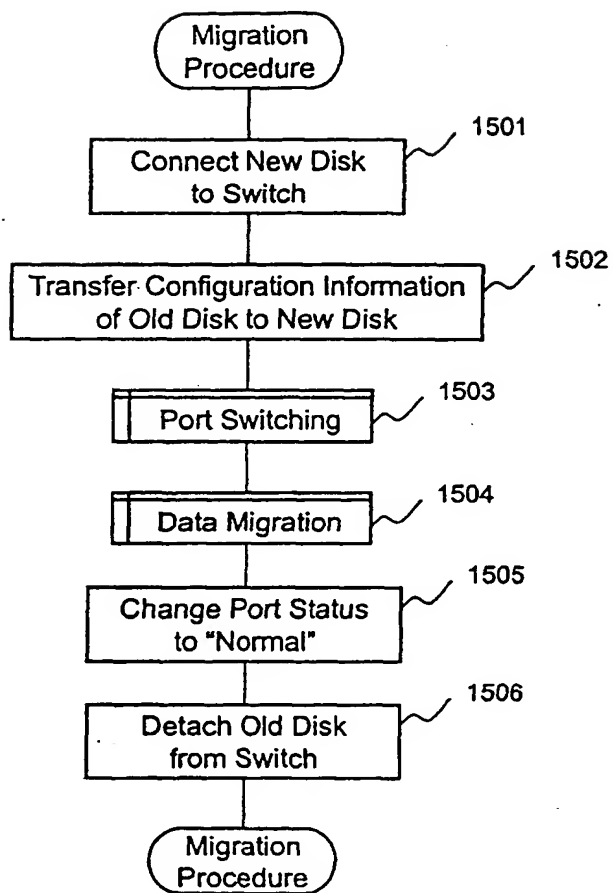 Migration
Procedure
1501
Connect New Disk
to Switch
1502
Transfer Configuration Information
of Old Disk to New Disk
1503
Port Switching
1504
Data Migration
1505
Change Port Status
to "Normal"
1506
Detach Old Disk
from Switch
Migration
Procedure